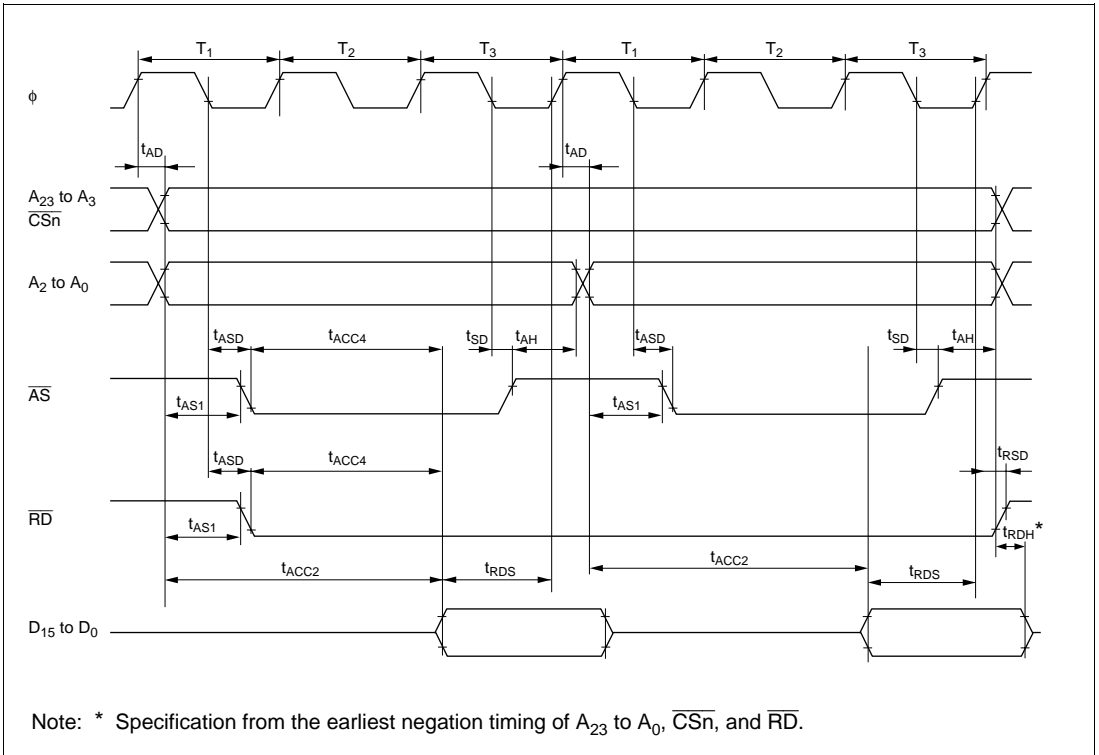 T1 T2 T3 T1 T2 T3
ϕ
tAD tAD
A23 to A3
CSn
A2 to A0
tASD tACC4 tSD tAH tASD tSD tAH
AS
tAS1 tAS1
tASD tACC4 tRSD
RD
tAS1 tRDH*
tACC2 tRDS tACC2 tRDS
D15 to D0
Note: * Specification from the earliest negation timing of A23 to A0, CSn, and RD.